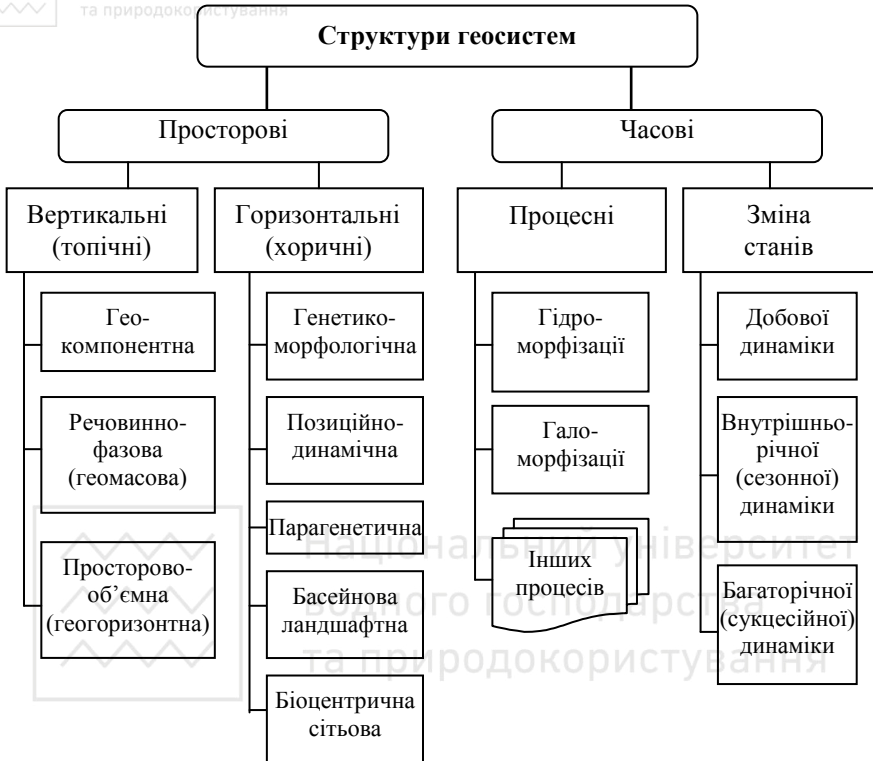 та природокористування
Структури геосистем
Просторові
Часові
Вертикальні
(топічні)
Горизонтальні
(хоричні)
Процесні
Зміна
станів
Гео-
компонентна
Речовинно-
фазова
(геомасова)
Просторово-
об’ємна
(геогоризонтна)
Генетико-
морфологічна
Позиційно-
динамічна
Парагенетична
Басейнова
ландшафтна
Біоцентрична
сітьова
Гідро-
морфізації
Гало-
морфізації
Інших
процесів
Добової
динаміки
Внутрішньо-
річної
(сезонної)
динаміки
Багаторічної
(сукцесійної)
динаміки
Національний університет
водного господарства
та природокористування